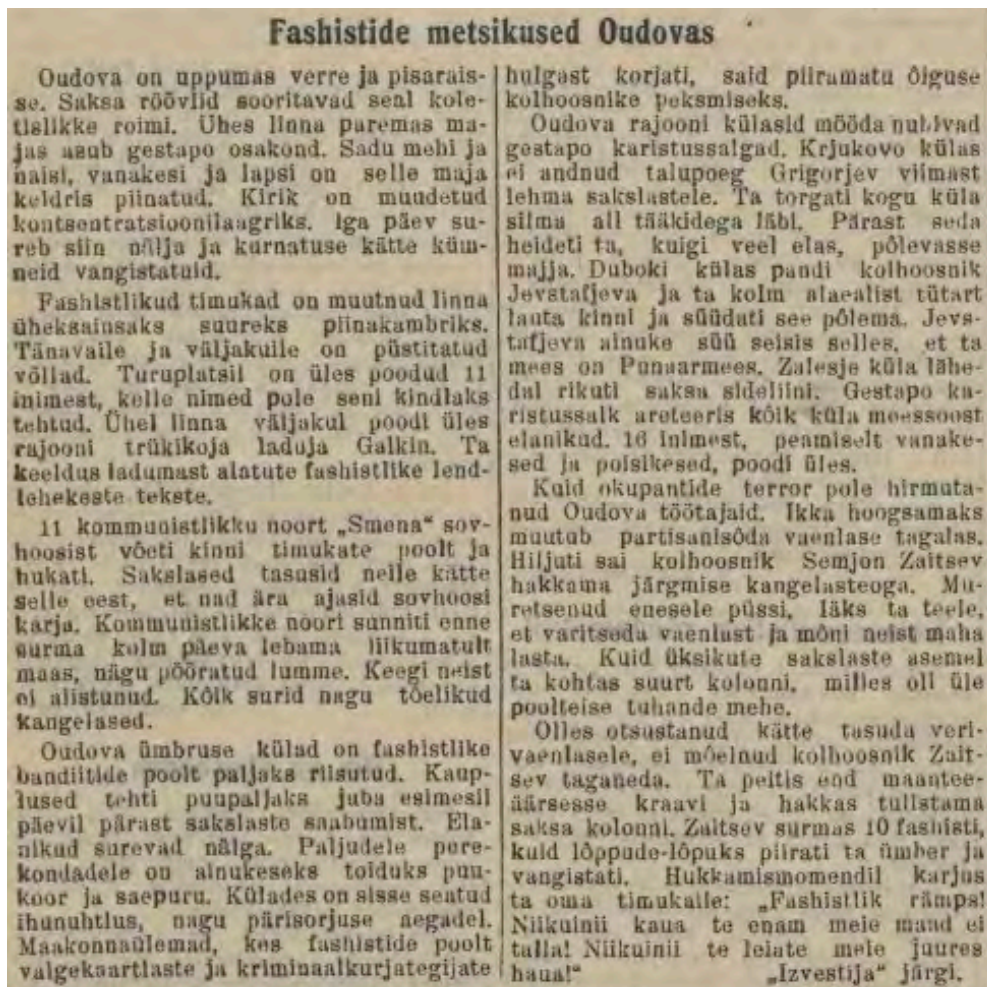 Fashistide metsikused Oudovas
Oudova on uppumas verre ja pisarais-
se. Saksa röövlid sooritavad seal kole-
tislikke roimi. Ühes linna paremas ma-
jas asub gestapo osakond. Sadu mehi ja
naisi, vanakesi ja lapsi on selle maja
keldris piinatud. Kirik on muudetud
kontsentratsioonilaagriks. Iga päev su-
reb siin nälja ja kurnatuse kätte küm-
neid vangistatuid.
Fashistlikud timukad on muutnud linna
üheksainsaks suureks piinakambriks.
Tänavaile ja väljakuile on püstitatud
võllad. Turuplatsil on üles poodud 11
inimest, kelle nimed pole seni kindlaks
tehtud. Ühel linna väljakul poodi üles
rajooni trükikoja laduja Galkin. Ta
keeldus ladumast alatute fashistlike lend-
lehekeste tekste.
11 kommunistlikku noort „Smena“ sov-
hoosist võeti kinni timukate poolt ja
hukati. Sakslased tasusid neile kätte
selle eest, et nad ära ajasid sovhoosi
karja. Kommunistlikke noori sunniti enne
surma kolm päeva lebama liikumatult
maas, nägu pööratud lumme. Keegi neist
ei alistunud. Kõik surid nagu tõelikud
kangelased.
Oudova ümbruse külad on fashistlike
bandiitide poolt paljaks riisutud. Kaup-
lused tehti puupaljaks juba esimesil
päevil pärast sakslaste saabumist. Ela-
nikud surevad nälga. Paljudele pere-
kondadele on ainukeseks toiduks puu-
koor ja saepuru. Külades on sisse seatud
ihunuhtlus, nagu pärisorjuse aegadel.
Maakonnaülemad, kes fashistide poolt
valgekaartlaste ja kriminaalkurjategijate
hulgast korjati, said piiramatu õiguse
kolhoosnike peksmiseks.
Oudova rajooni külasid mööda nuhivad
gestapo karistussalgad. Krjukovo külas
ei andnud talupoeg Grigorjev viimast
lehma sakslastele. Ta torgati kogu küla
silma all tääkidega läbi. Pärast seda
heideti ta, kuigi veel elas, põlevasse
majja. Duboki külas pandi kolhoosnik
Jevstafjeva ja ta kolm alaealist tütart
lauta kinni ja süüdati see põlema. Jevs-
tafjeva ainuke süü seisis selles, et ta
mees on Punaarmees. Zalesje küla lähe-
dal rikuti saksa sideliini. Gestapo ka-
ristussalk areteeris kõik küla meessoost
elanikud. 16 inimest, peamiselt vanake-
sed ja poisikesed, poodi üles.
Kuid okupantide terror pole hirmuta-
nud Oudova töötajaid. Ikka hoogsamaks
muutub partisanisõda vaenlase tagalas.
Hiljuti sai kolhoosnik Semjon Zaitsev
hakkama järgmise kangelasteoga. Mu-
retsenud enesele püssi, läks ta teele,
et varitseda vaenlast ja mõni neist maha
lasta. Kuid üksikute sakslaste asemel
ta kohtas suurt kolonni, milles oli üle
poolteise tuhande mehe.
Olles otsustanud kätte tasuda veri-
vaenlasele, ei mõelnud kolhoosnik Zait-
sev taganeda. Ta peitis end maantee-
äärsesse kraavi ja hakkas tulistama
saksa kolonni. Zaitsev surmas 10 fashisti,
kuid lõppude-lõpuks piirati ta ümber ja
vangistati. Hukkamismomendil karjus
ta oma timukaile: „Fashistlik rämps!
Niikuinii kaua te enam meie maad ei
talla! Niikuinii te leiate meie juures
haua!“ „Izvestija“ järgi.